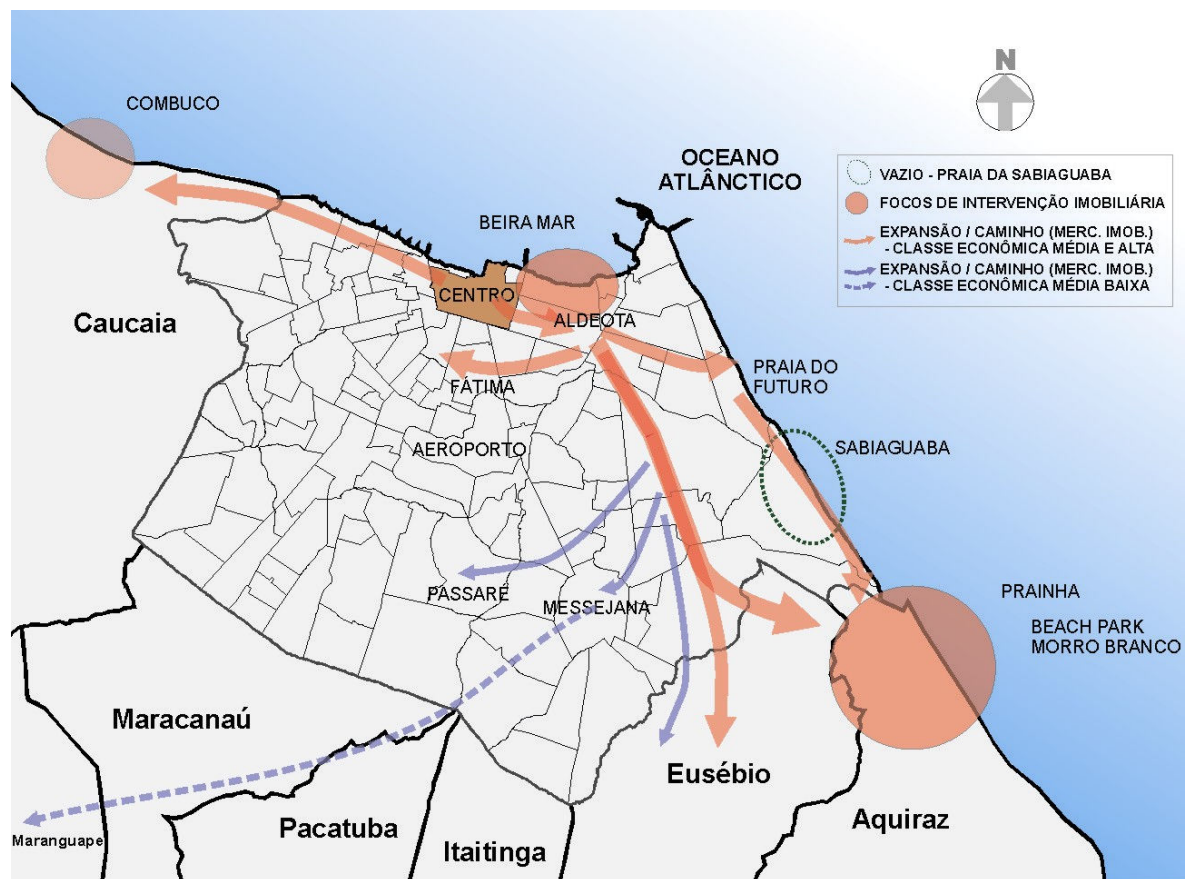 N
COMBUCO
OCEANO
ATLÂNCTICO
VAZIO - PRAIA DA SABIAGUABA
FOCOS DE INTERVENÇÃO IMOBILIÁRIA
EXPANSÃO / CAMINHO (MERC. IMOB.)
- CLASSE ECONÔMICA MÉDIA E ALTA
EXPANSÃO / CAMINHO (MERC. IMOB.)
- CLASSE ECONÔMICA MÉDIA BAIXA
BEIRA MAR
CENTRO
ALDEOTA
Caucaia
PRAIA DO
FUTURO
FÁTIMA
AEROPORTO
SABIAGUABA
PASSARÉ
MESSEJANA
PRAINHA
BEACH PARK
MORRO BRANCO
Maracanaú
Eusébio
Aquiraz
Pacatuba
Maranguape
Itaitinga